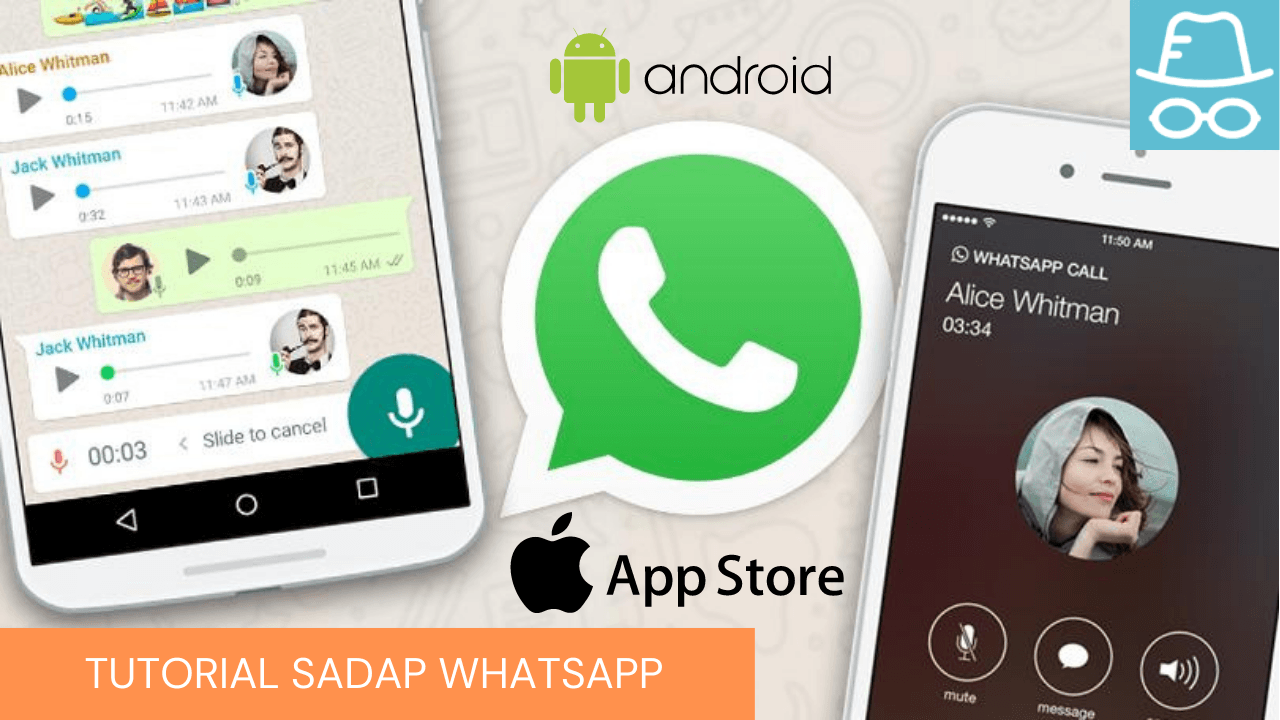 Alice Whitman
0:15
11:42 AM
Jack Whitman
0:32
11:43 AM
0:09
11:45 AM
Jack Whitman
0:07
11:47 AM
00:03
< Slide to cancel
android
App Store
11:50 AM
WHATSAPP CALL
Alice Whitman
03:34
mute
message
TUTORIAL SADAP WHATSAPP